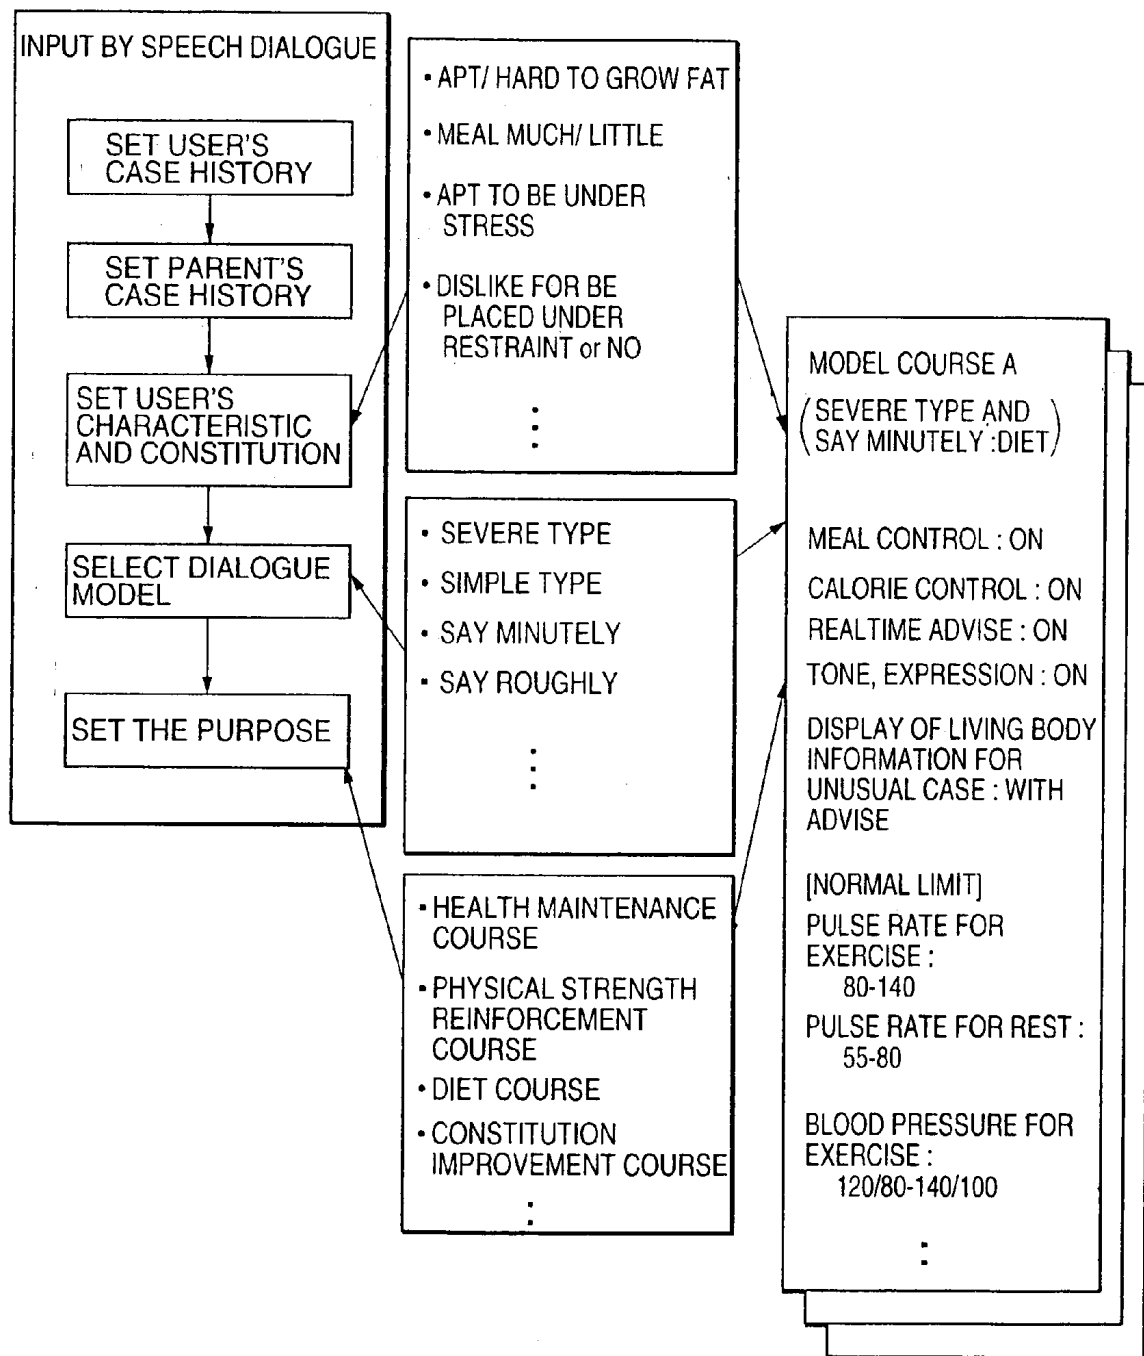 INPUT BY SPEECH DIALOGUE
SET USER'S
CASE HISTORY
SET PARENT'S
CASE HISTORY
SET USER'S
CHARACTERISTIC
AND CONSTITUTION
SELECT DIALOGUE
MODEL
SET THE PURPOSE
• APT/ HARD TO GROW FAT
• MEAL MUCH/ LITTLE
• APT TO BE UNDER
STRESS
• DISLIKE FOR BE
PLACED UNDER
RESTRAINT or NO
• SEVERE TYPE
• SIMPLE TYPE
• SAY MINUTELY
• SAY ROUGHLY
• HEALTH MAINTENANCE
COURSE
• PHYSICAL STRENGTH
REINFORCEMENT
COURSE
• DIET COURSE
• CONSTITUTION
IMPROVEMENT COURSE
MODEL COURSE A
(SEVERE TYPE AND
SAY MINUTELY :DIET)
MEAL CONTROL : ON
CALORIE CONTROL : ON
REALTIME ADVISE : ON
TONE, EXPRESSION : ON
DISPLAY OF LIVING BODY
INFORMATION FOR
UNUSUAL CASE : WITH
ADVISE
[NORMAL LIMIT]
PULSE RATE FOR
EXERCISE :
80-140
PULSE RATE FOR REST :
55-80
BLOOD PRESSURE FOR
EXERCISE :
120/80-140/100